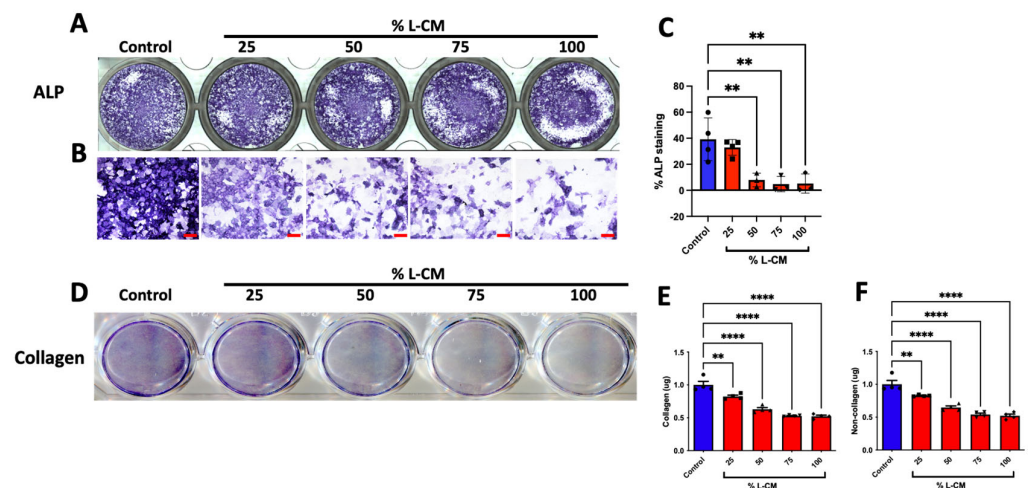 A
% L-CM
Control 25 50 75 100
ALP
B
C
**
**
**
% ALP staining
80
60
40
20
0
-20
Control 25 50 75 100
% L-CM
D
% L-CM
Control 25 50 75 100
Collagen
E
****
****
****
**
Collagen (ug)
1.5
1.0
0.5
0.0
Control 25 50 75 100
% L-CM
F
****
****
****
**
Non-collagen (ug)
1.5
1.0
0.5
0.0
Control 25 50 75 100
% L-CM